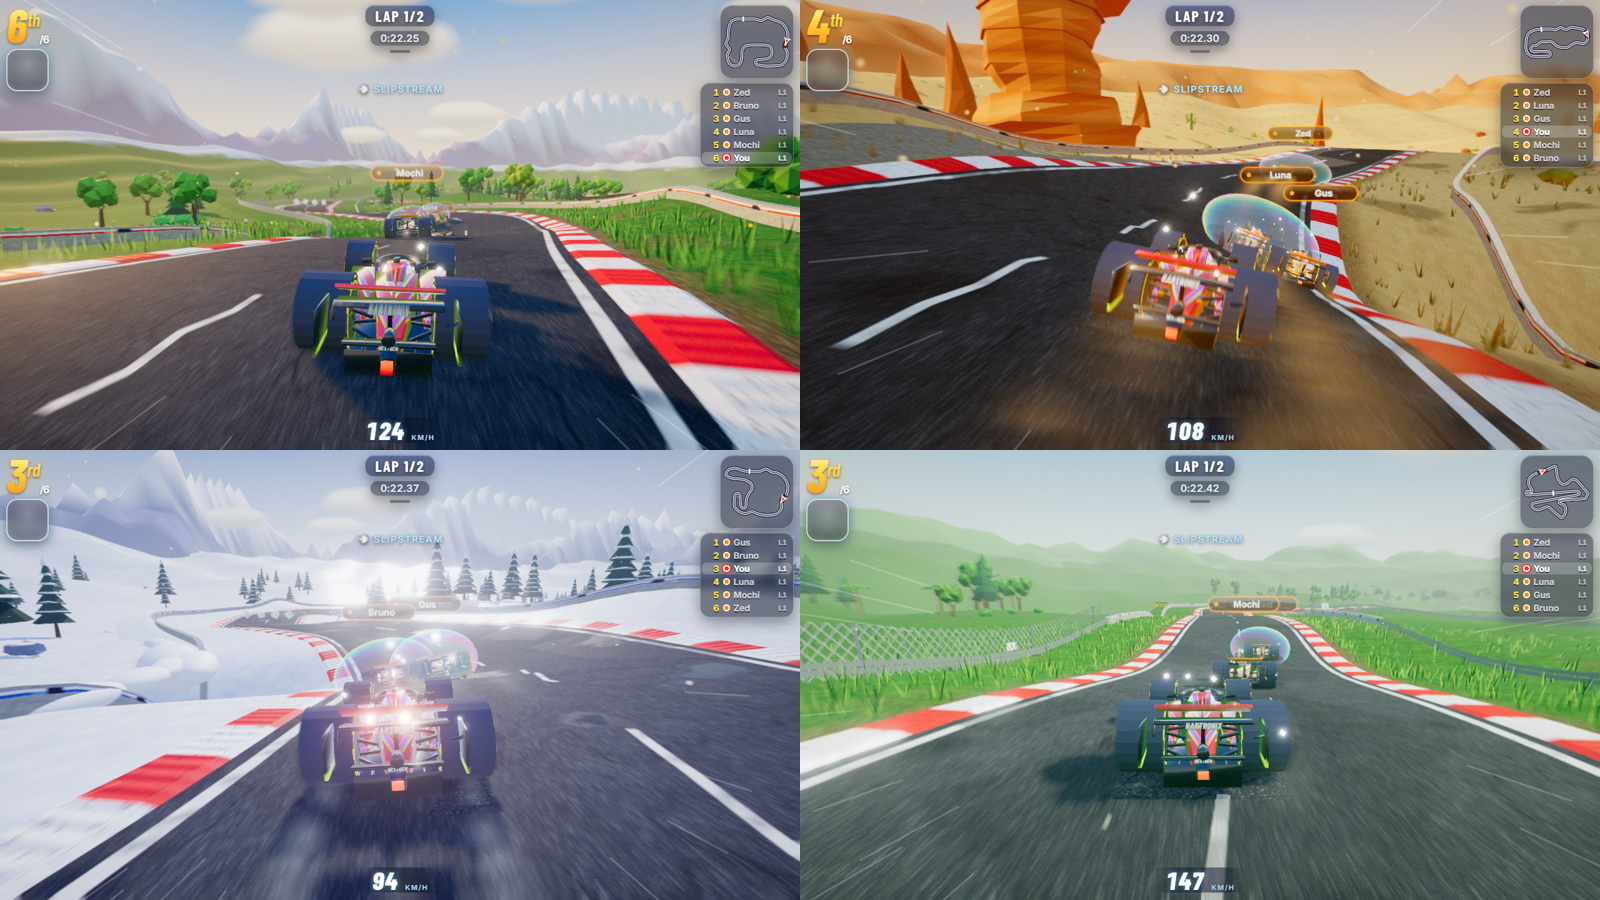 6th /6
LAP 1/2
0:22.25
SLIPSTREAM
1 Zed L1
2 Bruno L1
3 Gus L1
4 Luna L1
5 Mochi L1
6 You L1
Mochi
KARTRONIX
124 KM/H
4th /6
LAP 1/2
0:22.30
SLIPSTREAM
1 Zed L1
2 Luna L1
3 Gus L1
4 You L1
5 Mochi L1
6 Bruno L1
Zed
Luna
Gus
108 KM/H
3rd /6
LAP 1/2
0:22.37
SLIPSTREAM
1 Gus L1
2 Bruno L1
3 You L1
4 Luna L1
5 Mochi L1
6 Zed L1
Gus
Bruno
94 KM/H
3rd /6
LAP 1/2
0:22.42
SLIPSTREAM
1 Zed L1
2 Mochi L1
3 You L1
4 Luna L1
5 Gus L1
6 Bruno L1
Mochi
KARTRONIX
147 KM/H